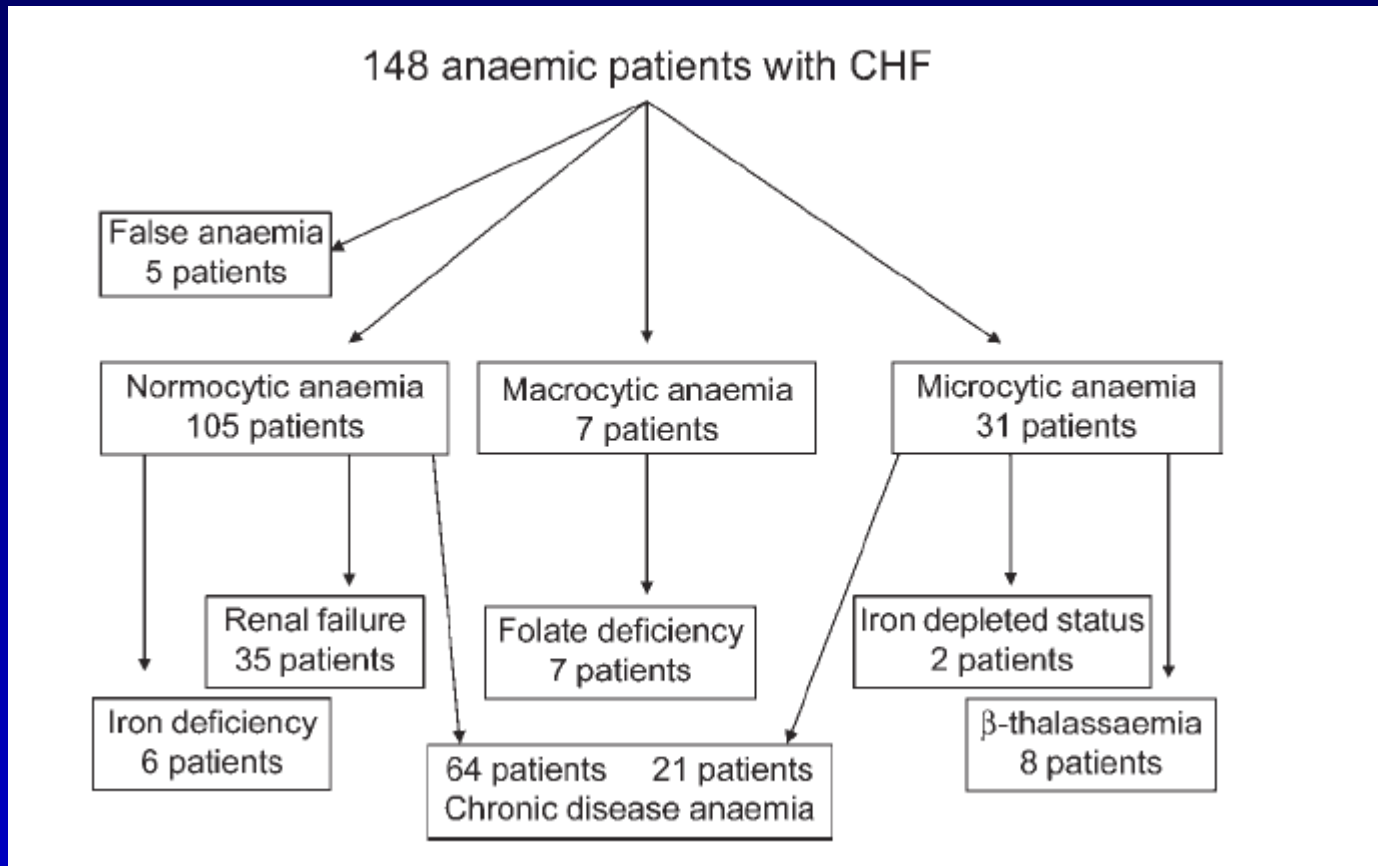 148 anaemic patients with CHF
False anaemia
5 patients
Normocytic anaemia
105 patients
Macrocytic anaemia
7 patients
Microcytic anaemia
31 patients
Renal failure
35 patients
Folate deficiency
7 patients
Iron depleted status
2 patients
Iron deficiency
6 patients
64 patients 21 patients
Chronic disease anaemia
β-thalassaemia
8 patients